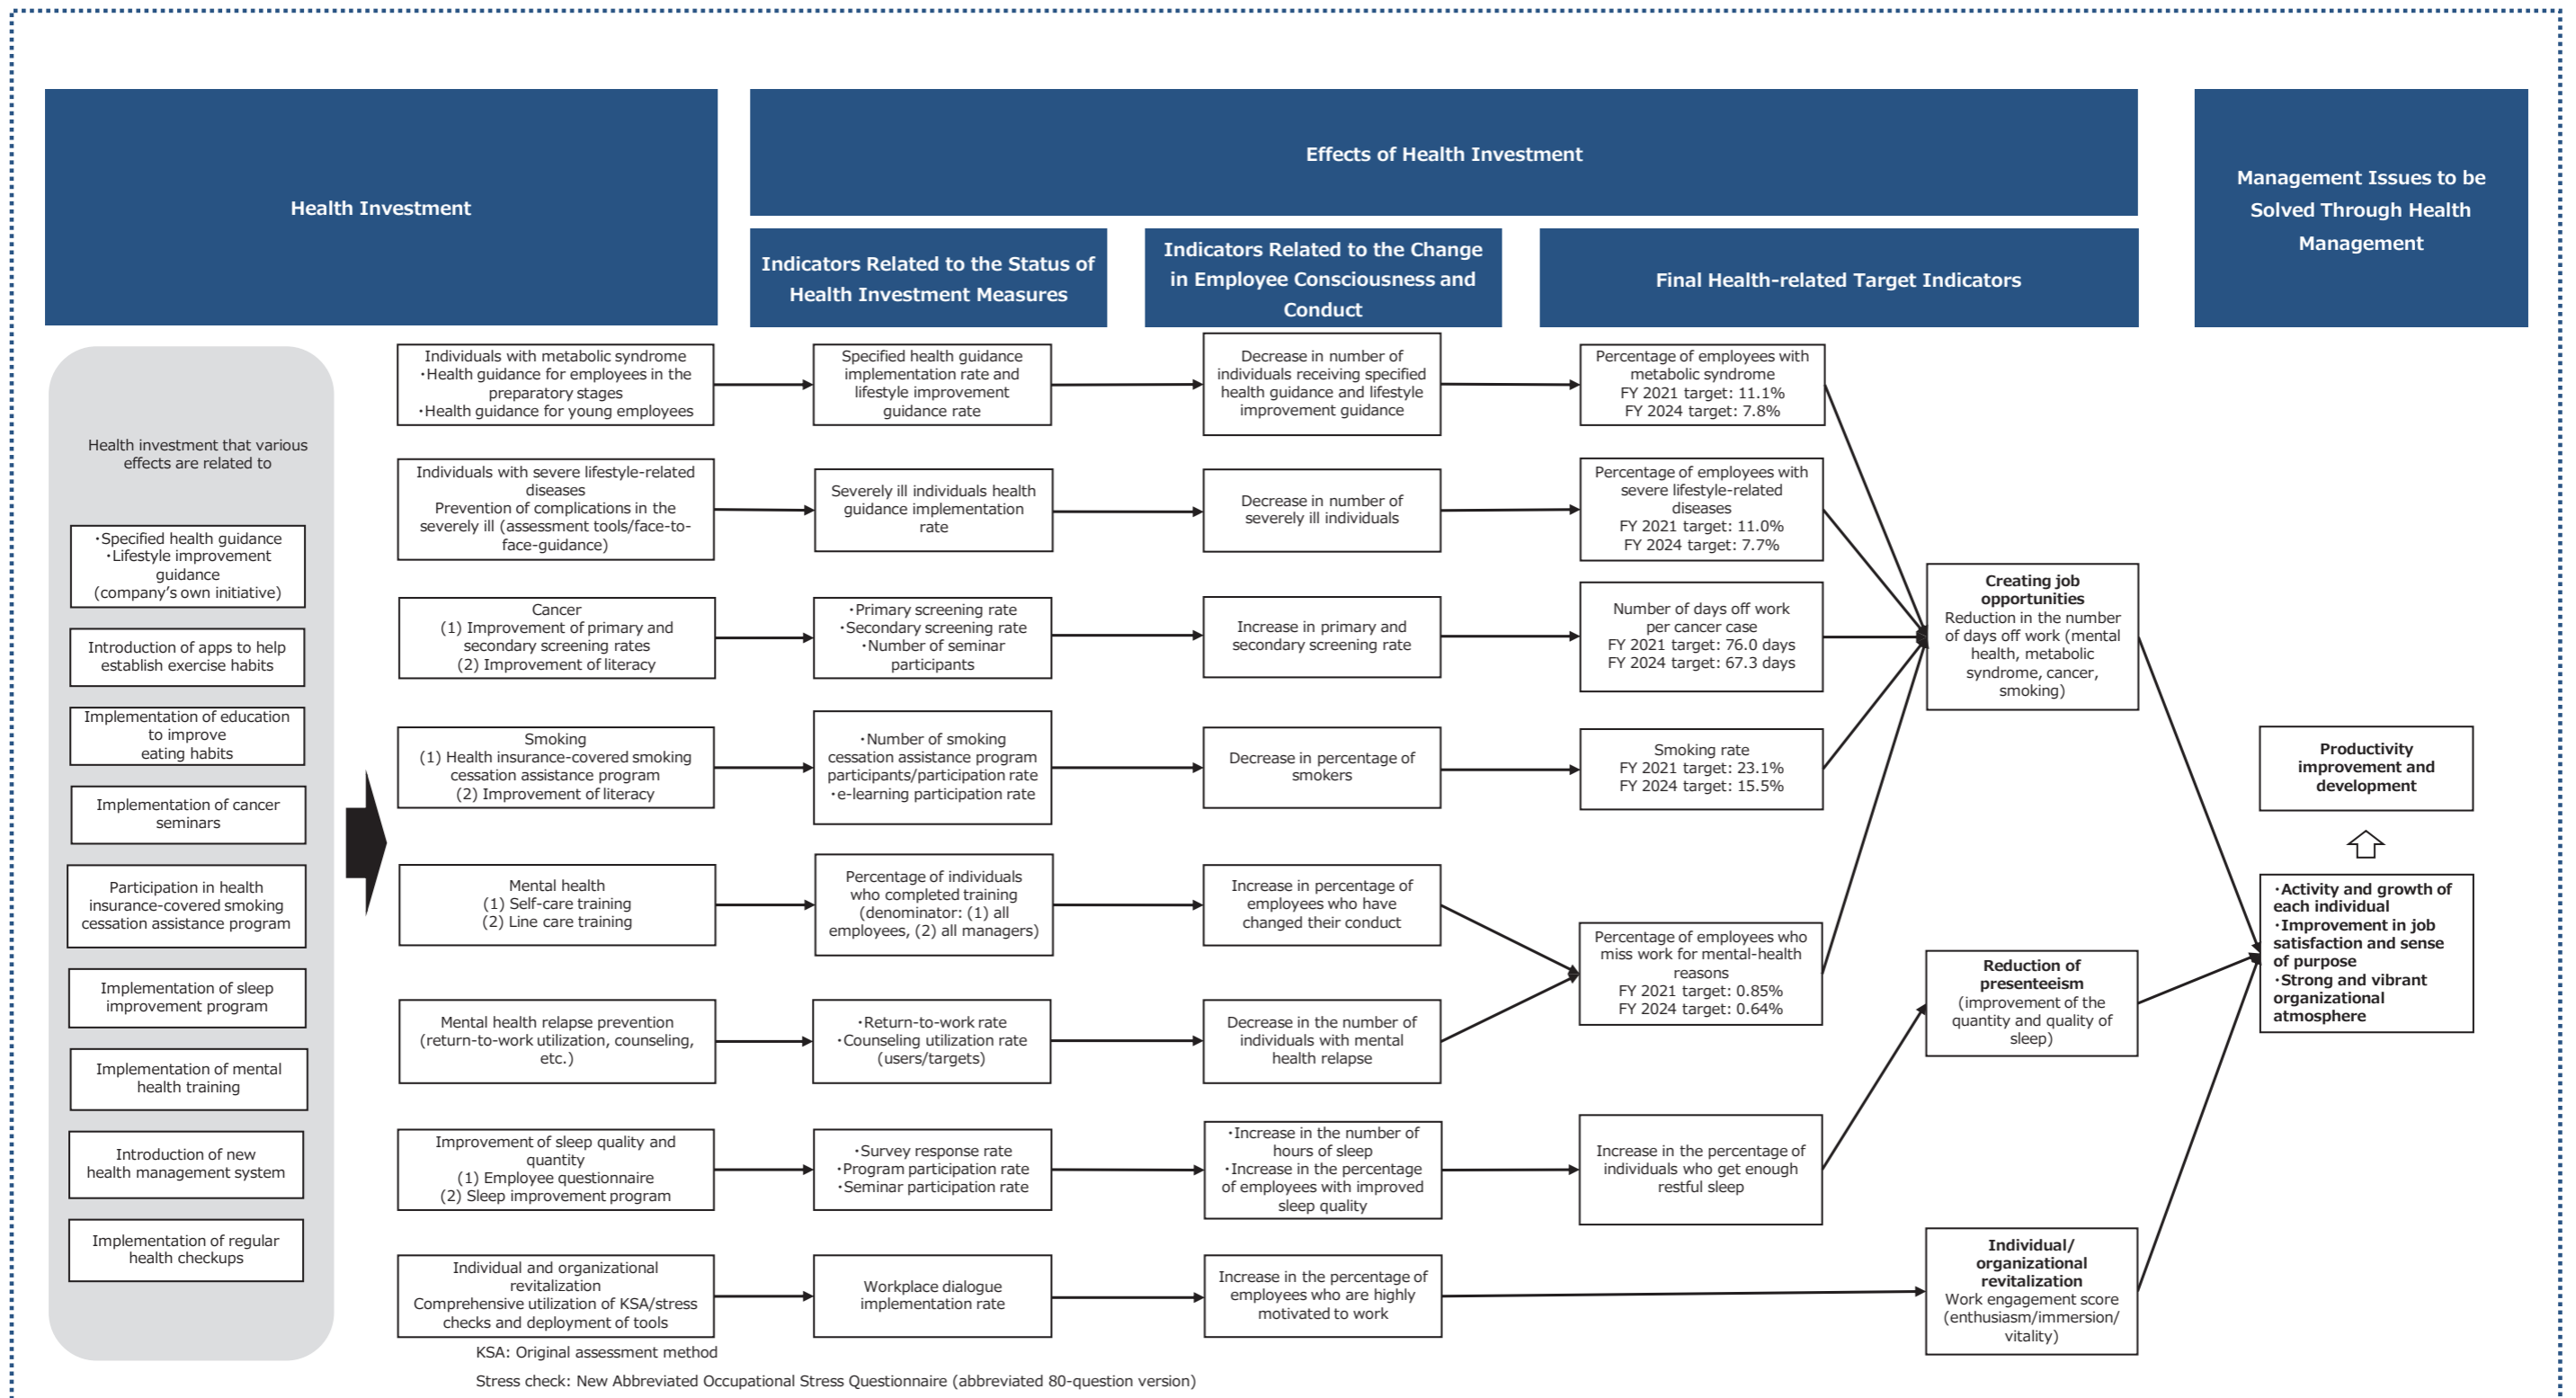 Health Investment
Effects of Health Investment
Management Issues to be
Solved Through Health
Management
Indicators Related to the Status of
Health Investment Measures
Indicators Related to the Change
in Employee Consciousness and
Conduct
Final Health-related Target Indicators
Health investment that various
effects are related to
・Specified health guidance
・Lifestyle improvement
guidance
(company's own initiative)
Introduction of apps to help
establish exercise habits
Implementation of education
to improve
eating habits
Implementation of cancer
seminars
Participation in health
insurance-covered smoking
cessation assistance program
Implementation of sleep
improvement program
Implementation of mental
health training
Introduction of new
health management system
Implementation of regular
health checkups
Individuals with metabolic syndrome
・Health guidance for employees in the
preparatory stages
・Health guidance for young employees
Specified health guidance
implementation rate and
lifestyle improvement
guidance rate
Decrease in number of
individuals receiving specified
health guidance and lifestyle
improvement guidance
Percentage of employees with
metabolic syndrome
FY 2021 target: 11.1%
FY 2024 target: 7.8%
Individuals with severe lifestyle-related
diseases
Prevention of complications in the
severely ill (assessment tools/face-to-
face-guidance)
Severely ill individuals health
guidance implementation
rate
Decrease in number of
severely ill individuals
Percentage of employees with
severe lifestyle-related
diseases
FY 2021 target: 11.0%
FY 2024 target: 7.7%
Cancer
(1) Improvement of primary and
secondary screening rates
(2) Improvement of literacy
・Primary screening rate
・Secondary screening rate
・Number of seminar
participants
Increase in primary and
secondary screening rate
Number of days off work
per cancer case
FY 2021 target: 76.0 days
FY 2024 target: 67.3 days
Smoking
(1) Health insurance-covered smoking
cessation assistance program
(2) Improvement of literacy
・Number of smoking
cessation assistance program
participants/participation rate
・e-learning participation rate
Decrease in percentage of
smokers
Smoking rate
FY 2021 target: 23.1%
FY 2024 target: 15.5%
Mental health
(1) Self-care training
(2) Line care training
Percentage of individuals
who completed training
(denominator: (1) all
employees, (2) all managers)
Increase in percentage of
employees who have
changed their conduct
Percentage of employees who
miss work for mental-health
reasons
FY 2021 target: 0.85%
FY 2024 target: 0.64%
Mental health relapse prevention
(return-to-work utilization, counseling,
etc.)
・Return-to-work rate
・Counseling utilization rate
(users/targets)
Decrease in the number of
individuals with mental
health relapse
Improvement of sleep quality and
quantity
(1) Employee questionnaire
(2) Sleep improvement program
・Survey response rate
・Program participation rate
・Seminar participation rate
・Increase in the number of
hours of sleep
・Increase in the percentage
of employees with improved
sleep quality
Increase in the percentage of
individuals who get enough
restful sleep
Individual and organizational
revitalization
Comprehensive utilization of KSA/stress
checks and deployment of tools
Workplace dialogue
implementation rate
Increase in the percentage of
employees who are highly
motivated to work
Creating job
opportunities
Reduction in the number
of days off work (mental
health, metabolic
syndrome, cancer,
smoking)
Reduction of
presenteeism
(improvement of the
quantity and quality of
sleep)
Individual/
organizational
revitalization
Work engagement score
(enthusiasm/immersion/
vitality)
Productivity
improvement and
development
・Activity and growth of
each individual
・Improvement in job
satisfaction and sense
of purpose
・Strong and vibrant
organizational
atmosphere
KSA: Original assessment method
Stress check: New Abbreviated Occupational Stress Questionnaire (abbreviated 80-question version)